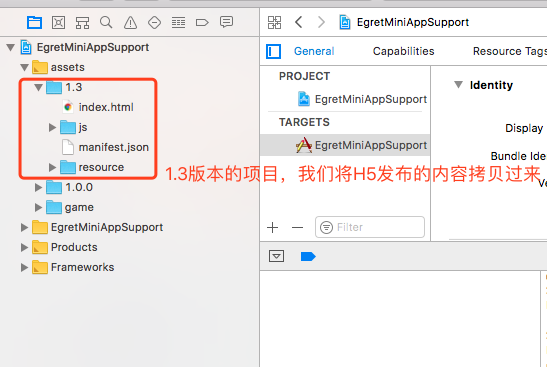 EgretMiniAppSupport
EgretMiniAppSupport
assets
1.3
index.html
js
manifest.json
resource
1.0.0
game
EgretMiniAppSupport
Products
Frameworks
General
Capabilities
Resource Tags
PROJECT
EgretMiniAppSupport
TARGETS
EgretMiniAppSupport
Filter
Identity
Display
Bundle Ide
Ve
1.3版本的项目，我们将H5发布的内容拷贝过来